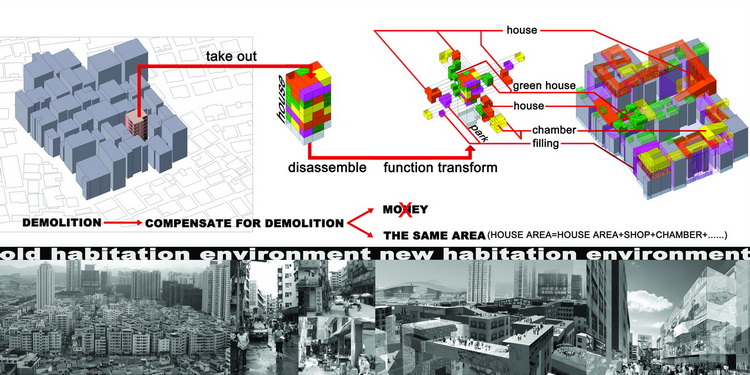 take out
house
disassemble
function transform
park
house
green house
house
chamber
filling
DEMOLITION
COMPENSATE FOR DEMOLITION
MONEY
THE SAME AREA (HOUSE AREA=HOUSE AREA+SHOP+CHAMBER+......)
old habitation environment
new habitation environment